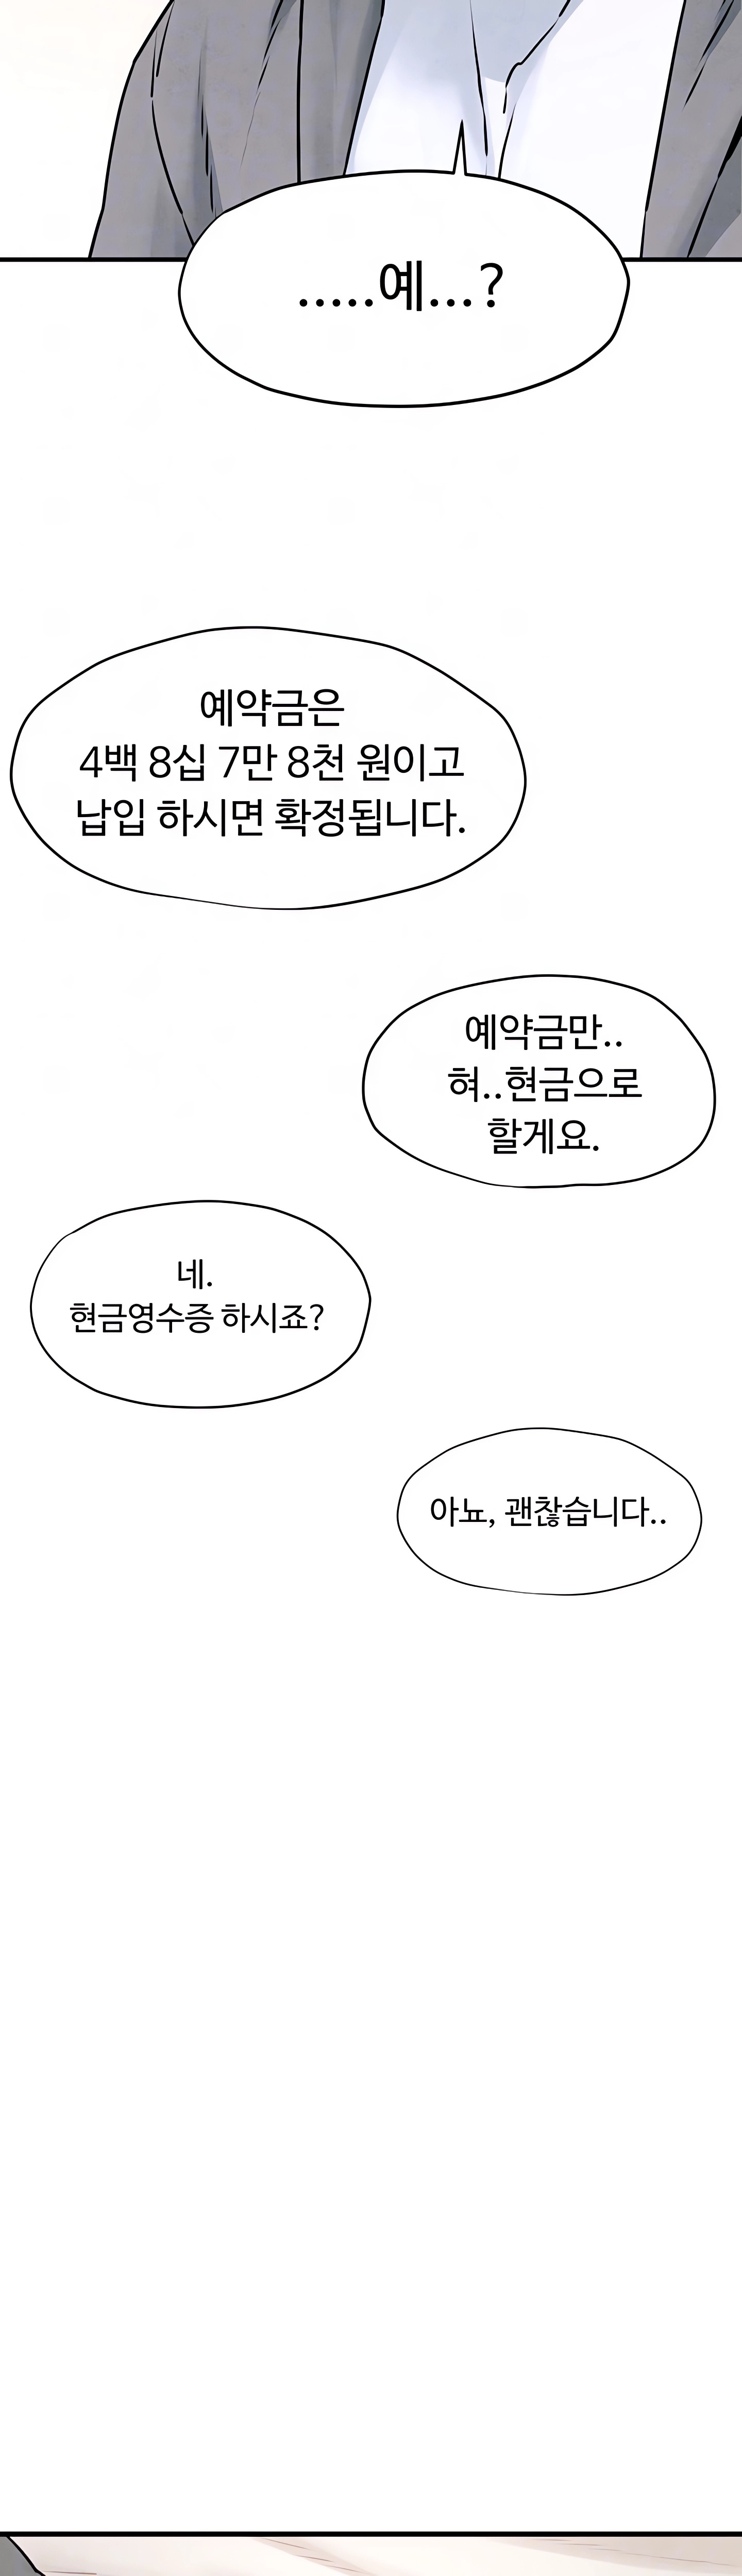 .....예...?
예약금은
4백 8십 7만 8천 원이고
납입 하시면 확정됩니다.
예약금만..
혀..현금으로
할게요.
네.
현금영수증 하시죠?
아뇨, 괜찮습니다..